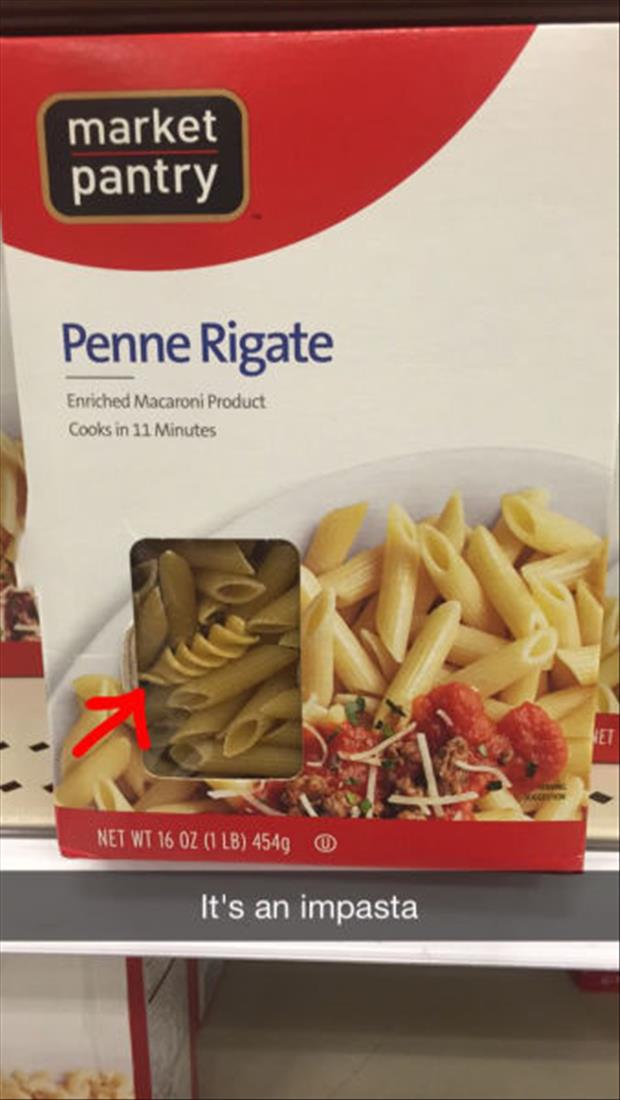 market
pantry
Penne Rigate
Enriched Macaroni Product
Cooks in 11 Minutes
NET WT 16 OZ (1 LB) 454g
U
It's an impasta